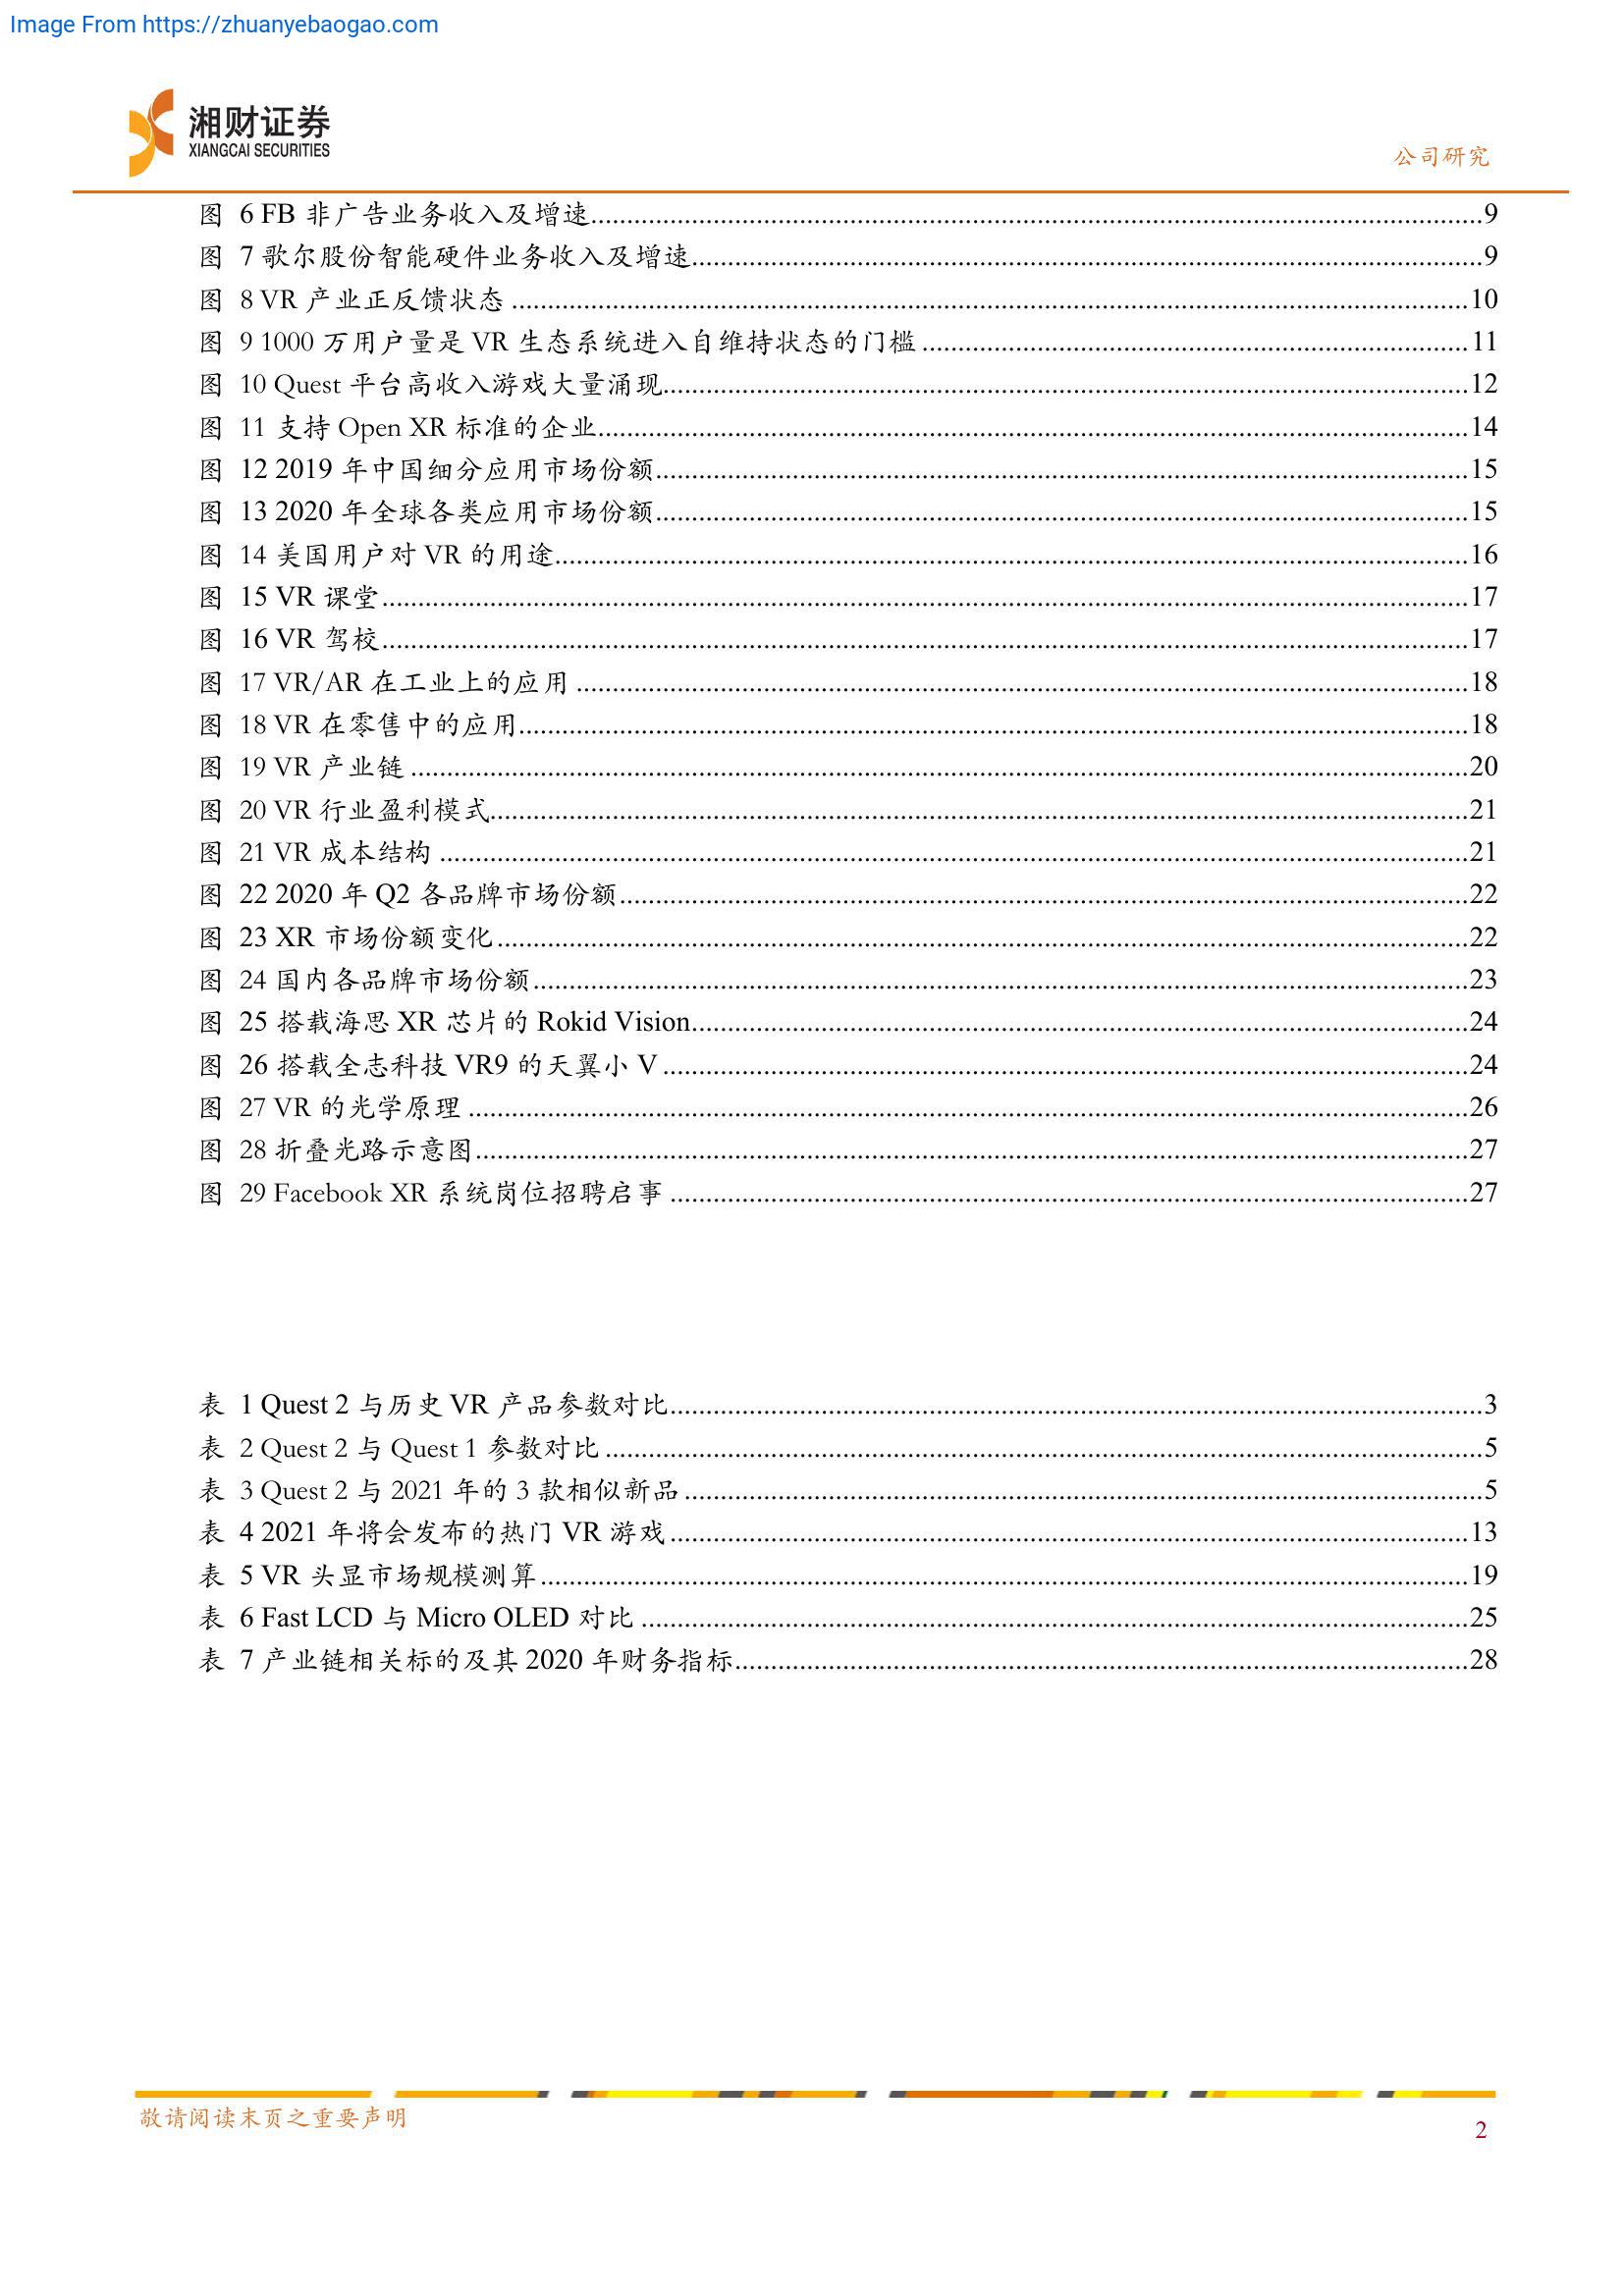 Image From https://zhuanyebaogao.com
湘财证券
XIANGCAI SECURITIES
公司研究
图 6 FB 非广告业务收入及增速........................................9
图 7 歌尔股份智能硬件业务收入及增速........................................9
图 8 VR 产业正反馈状态........................................10
图 9 1000 万用户量是 VR 生态系统进入自维持状态的门槛........................................11
图 10 Quest 平台高收入游戏大量涌现........................................12
图 11 支持 Open XR 标准的企业........................................14
图 12 2019 年中国细分应用市场份额........................................15
图 13 2020 年全球各类应用市场份额........................................15
图 14 美国用户对 VR 的用途........................................16
图 15 VR 课堂........................................17
图 16 VR 驾校........................................17
图 17 VR/AR 在工业上的应用........................................18
图 18 VR 在零售中的应用........................................18
图 19 VR 产业链........................................20
图 20 VR 行业盈利模式........................................21
图 21 VR 成本结构........................................21
图 22 2020 年 Q2 各品牌市场份额........................................22
图 23 XR 市场份额变化........................................22
图 24 国内各品牌市场份额........................................23
图 25 搭载海思 XR 芯片的 Rokid Vision........................................24
图 26 搭载全志科技 VR9 的天翼小 V........................................24
图 27 VR 的光学原理........................................26
图 28 折叠光路示意图........................................27
图 29 Facebook XR 系统岗位招聘启事........................................27
表 1 Quest 2 与历史 VR 产品参数对比........................................3
表 2 Quest 2 与 Quest 1 参数对比........................................5
表 3 Quest 2 与 2021 年的 3 款相似新品........................................5
表 4 2021 年将会发布的热门 VR 游戏........................................13
表 5 VR 头显市场规模测算........................................19
表 6 Fast LCD 与 Micro OLED 对比........................................25
表 7 产业链相关标的及其 2020 年财务指标........................................28
敬请阅读末页之重要声明
2